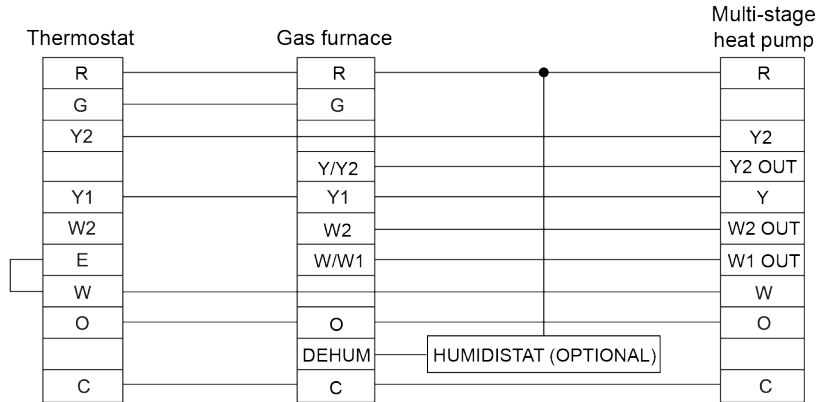 Multi-stage
heat pump
Thermostat
Gas furnace
R
R
R
G
G
Y2
Y2
Y/Y2
Y2 OUT
Y1
Y1
Y
W2
W2
W2 OUT
E
W/W1
W1 OUT
W
W
O
O
O
DEHUM
HUMIDISTAT (OPTIONAL)
C
C
C